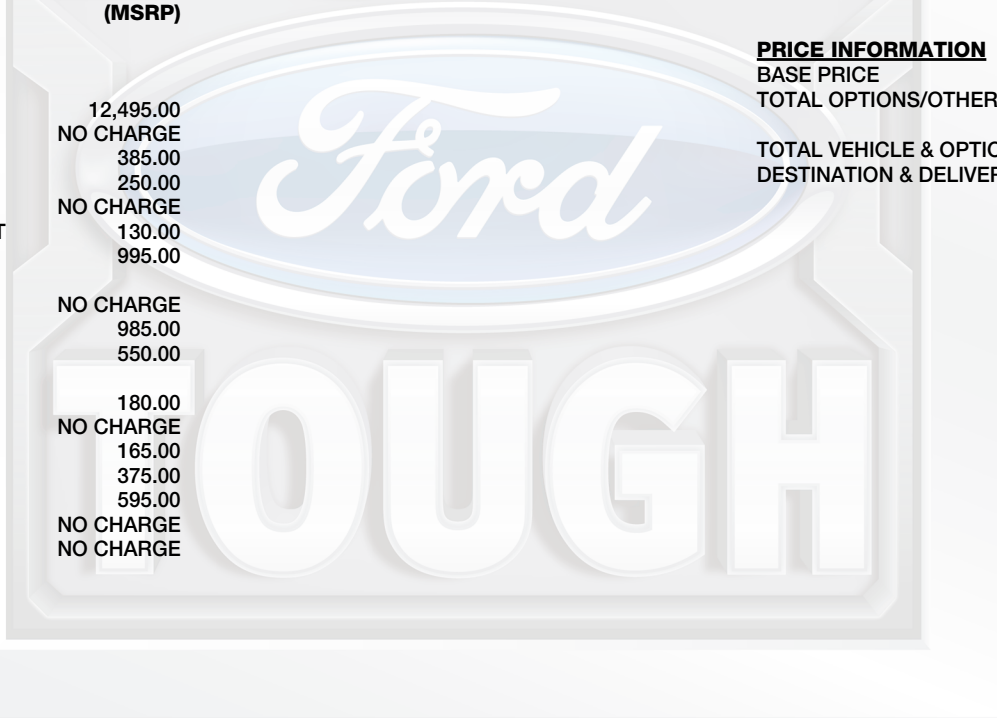 (MSRP)
12,495.00
NO CHARGE
385.00
250.00
NO CHARGE
T
130.00
995.00
NO CHARGE
985.00
550.00
180.00
NO CHARGE
165.00
375.00
595.00
NO CHARGE
NO CHARGE
PRICE INFORMATION
BASE PRICE
TOTAL OPTIONS/OTHER
TOTAL VEHICLE & OPTIO
DESTINATION & DELIVER
Ford
TOUGH